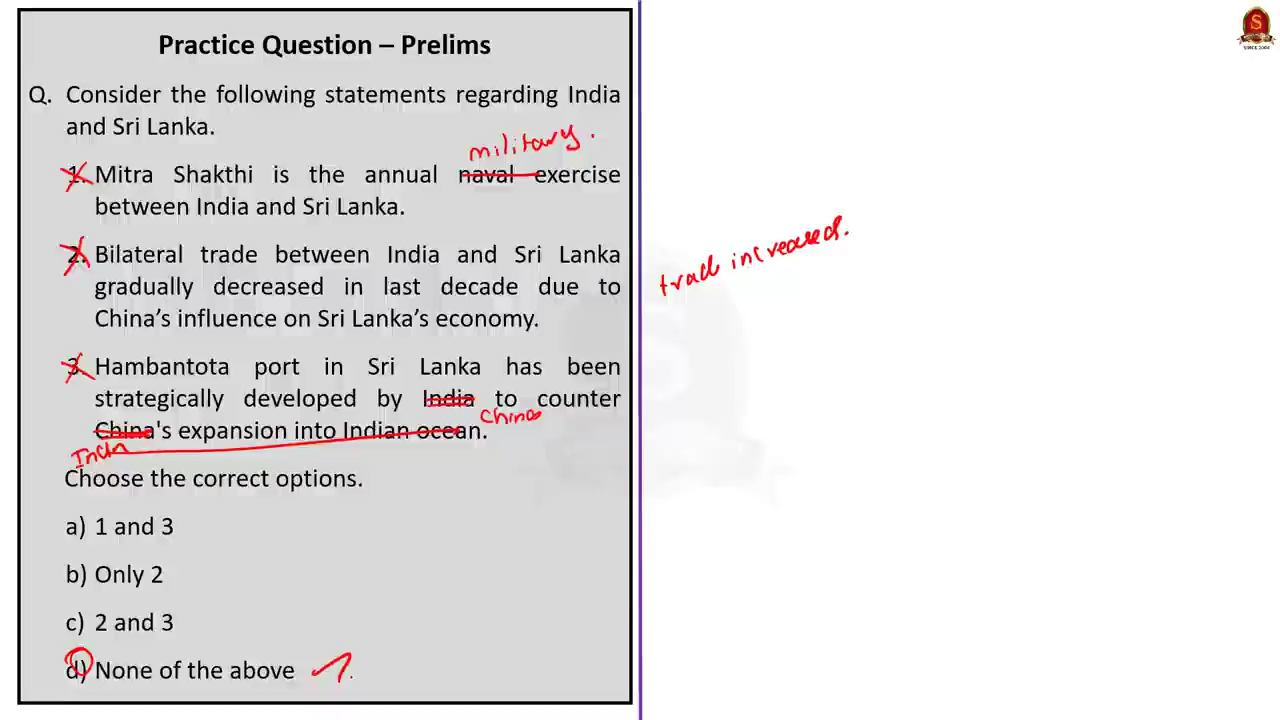 Practice Question – Prelims
Q. Consider the following statements regarding India
and Sri Lanka.
military.
1. Mitra Shakthi is the annual naval exercise
between India and Sri Lanka.
2. Bilateral trade between India and Sri Lanka
gradually decreased in last decade due to
China's influence on Sri Lanka's economy.
trade increased.
3. Hambantota port in Sri Lanka has been
strategically developed by India to counter
China
China's expansion into Indian ocean.
India
Choose the correct options.
a) 1 and 3
b) Only 2
c) 2 and 3
d) None of the above
S
SINCE 2004